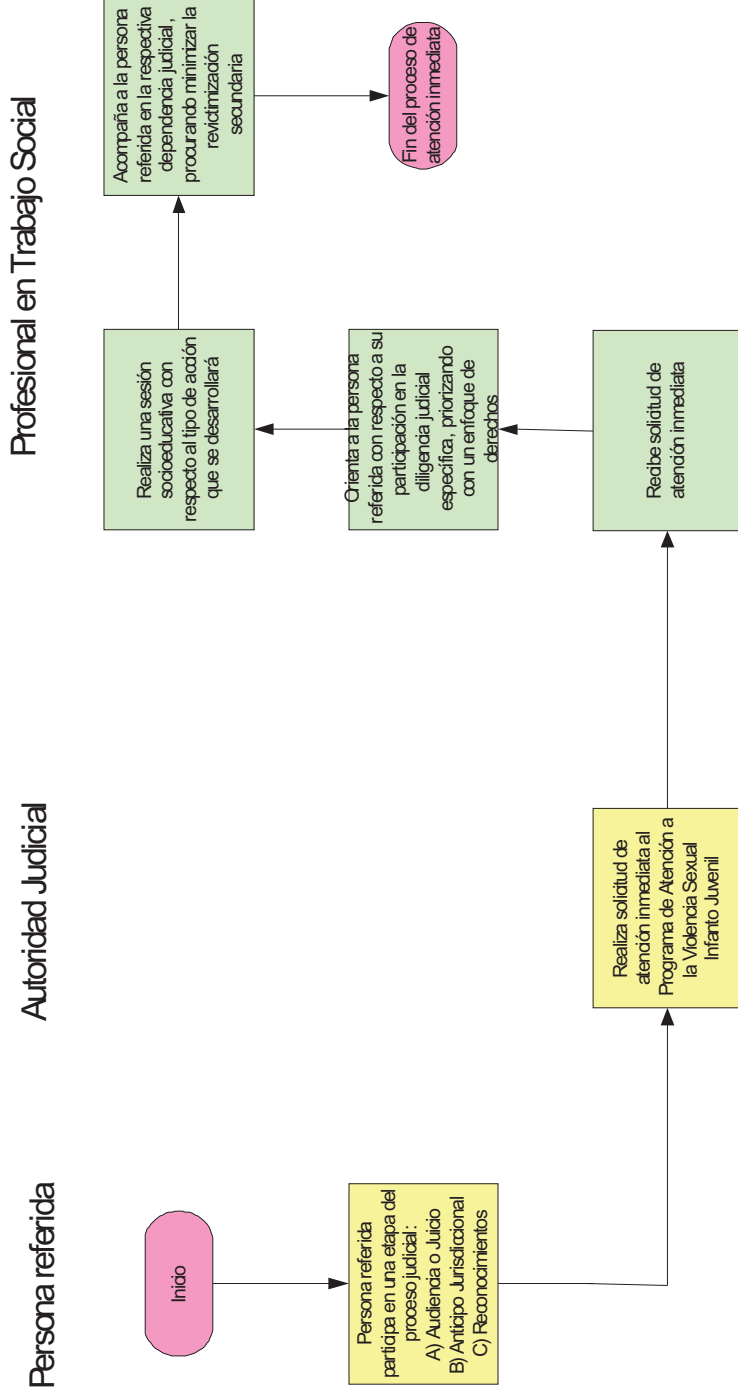 Persona referida
Autoridad Judicial
Profesional en Trabajo Social
Inicio
Persona referida
participa en una etapa del
proceso judicial :
A) Audiencia o Juicio
B) Anticipo Jurisdiccional
C) Reconocimientos
Realiza solicitud de
atención inmediata al
Programa de Atención a
la Violencia Sexual
Infanto Juvenil
Recibe solicitud de
atención inmediata
Orienta a la persona
referida con respecto a su
participación en la
diligencia judicial
específica, priorizando
con un enfoque de
derechos
Realiza una sesión
socioeducativa con
respecto al tipo de acción
que se desarrollará
Acompaña a la persona
referida en la respectiva
dependencia judicial ,
procurando minimizar la
revictimización
secundaria
Fin del proceso de
atención inmediata